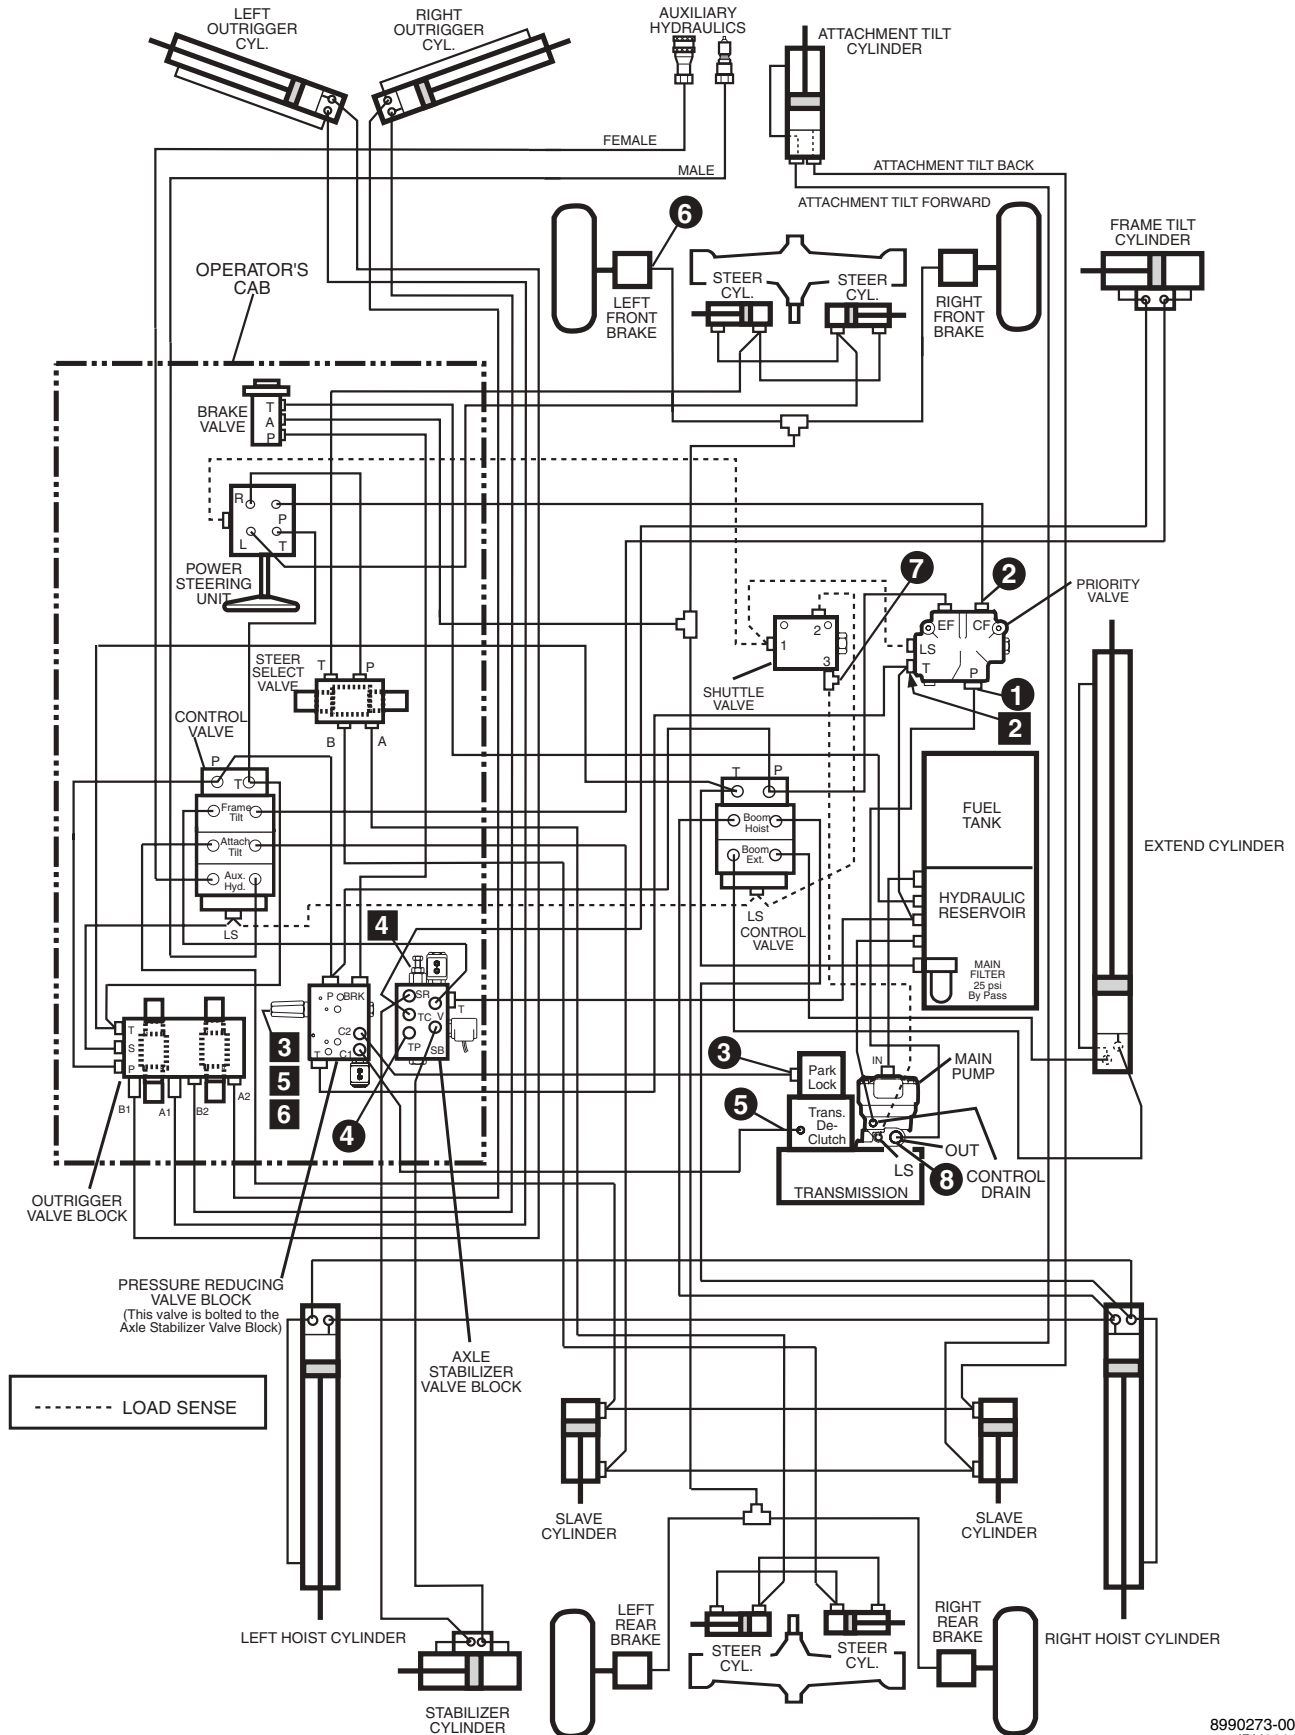 LEFT
OUTRIGGER
CYL.
RIGHT
OUTRIGGER
CYL.
AUXILIARY
HYDRAULICS
ATTACHMENT TILT
CYLINDER
FEMALE
MALE
ATTACHMENT TILT BACK
ATTACHMENT TILT FORWARD
6
FRAME TILT
CYLINDER
OPERATOR'S
CAB
STEER
CYL.
STEER
CYL.
LEFT
FRONT
BRAKE
RIGHT
FRONT
BRAKE
BRAKE
VALVE
T
A
P
R
P
L
T
POWER
STEERING
UNIT
7
2
PRIORITY
VALVE
EF
CF
LS
T
P
1
2
3
SHUTTLE
VALVE
1
2
STEER
SELECT
VALVE
T
P
B
A
CONTROL
VALVE
P
T
Frame
Tilt
Attach
Tilt
Aux.
Hyd.
LS
T
P
Boom
Hoist
Boom
Ext.
LS
CONTROL
VALVE
FUEL
TANK
HYDRAULIC
RESERVOIR
MAIN
FILTER
25 psi
By Pass
EXTEND CYLINDER
4
P
BRK
C2
C1
T
SR
TC
V
TP
SB
T
3
5
6
4
T
S
P
B1
A1
B2
A2
3
Park
Lock
5
Trans.
De-
Clutch
IN
MAIN
PUMP
OUT
LS
8
CONTROL
DRAIN
TRANSMISSION
OUTRIGGER
VALVE BLOCK
PRESSURE REDUCING
VALVE BLOCK
(This valve is bolted to the
Axle Stabilizer Valve Block)
AXLE
STABILIZER
VALVE BLOCK
LOAD SENSE
SLAVE
CYLINDER
SLAVE
CYLINDER
LEFT HOIST CYLINDER
LEFT
REAR
BRAKE
STEER
CYL.
STEER
CYL.
RIGHT
REAR
BRAKE
RIGHT HOIST CYLINDER
STABILIZER
CYLINDER
8990273-00